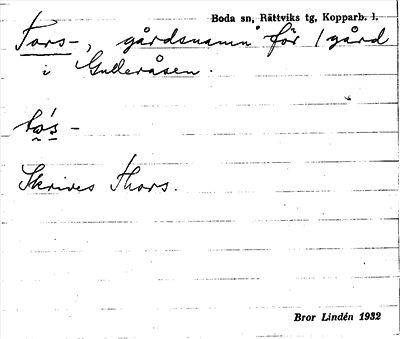 Boda sn, Rättviks tg, Kopparb. l.
Tors-, gårdsnamn för 1 gård
i Gulleråsen.
Skrives Thors.
Bror Lindén 1932